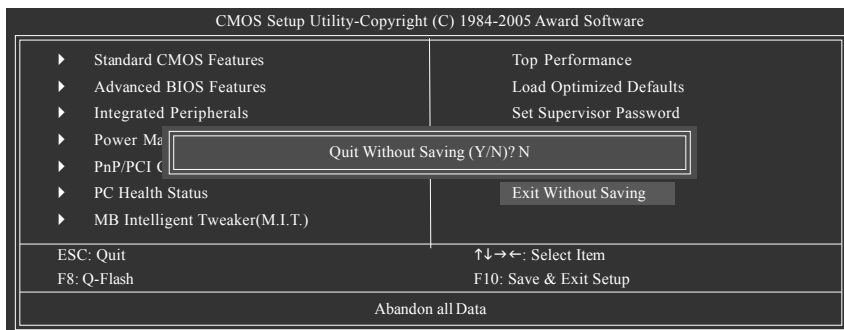 CMOS Setup Utility-Copyright (C) 1984-2005 Award Software
Standard CMOS Features
Advanced BIOS Features
Integrated Peripherals
Power Ma
PnP/PCI
PC Health Status
MB Intelligent Tweaker(M.I.T.)
Top Performance
Load Optimized Defaults
Set Supervisor Password
Exit Without Saving
Quit Without Saving (Y/N)? N
ESC: Quit
↑↓→←: Select Item
F8: Q-Flash
F10: Save & Exit Setup
Abandon all Data